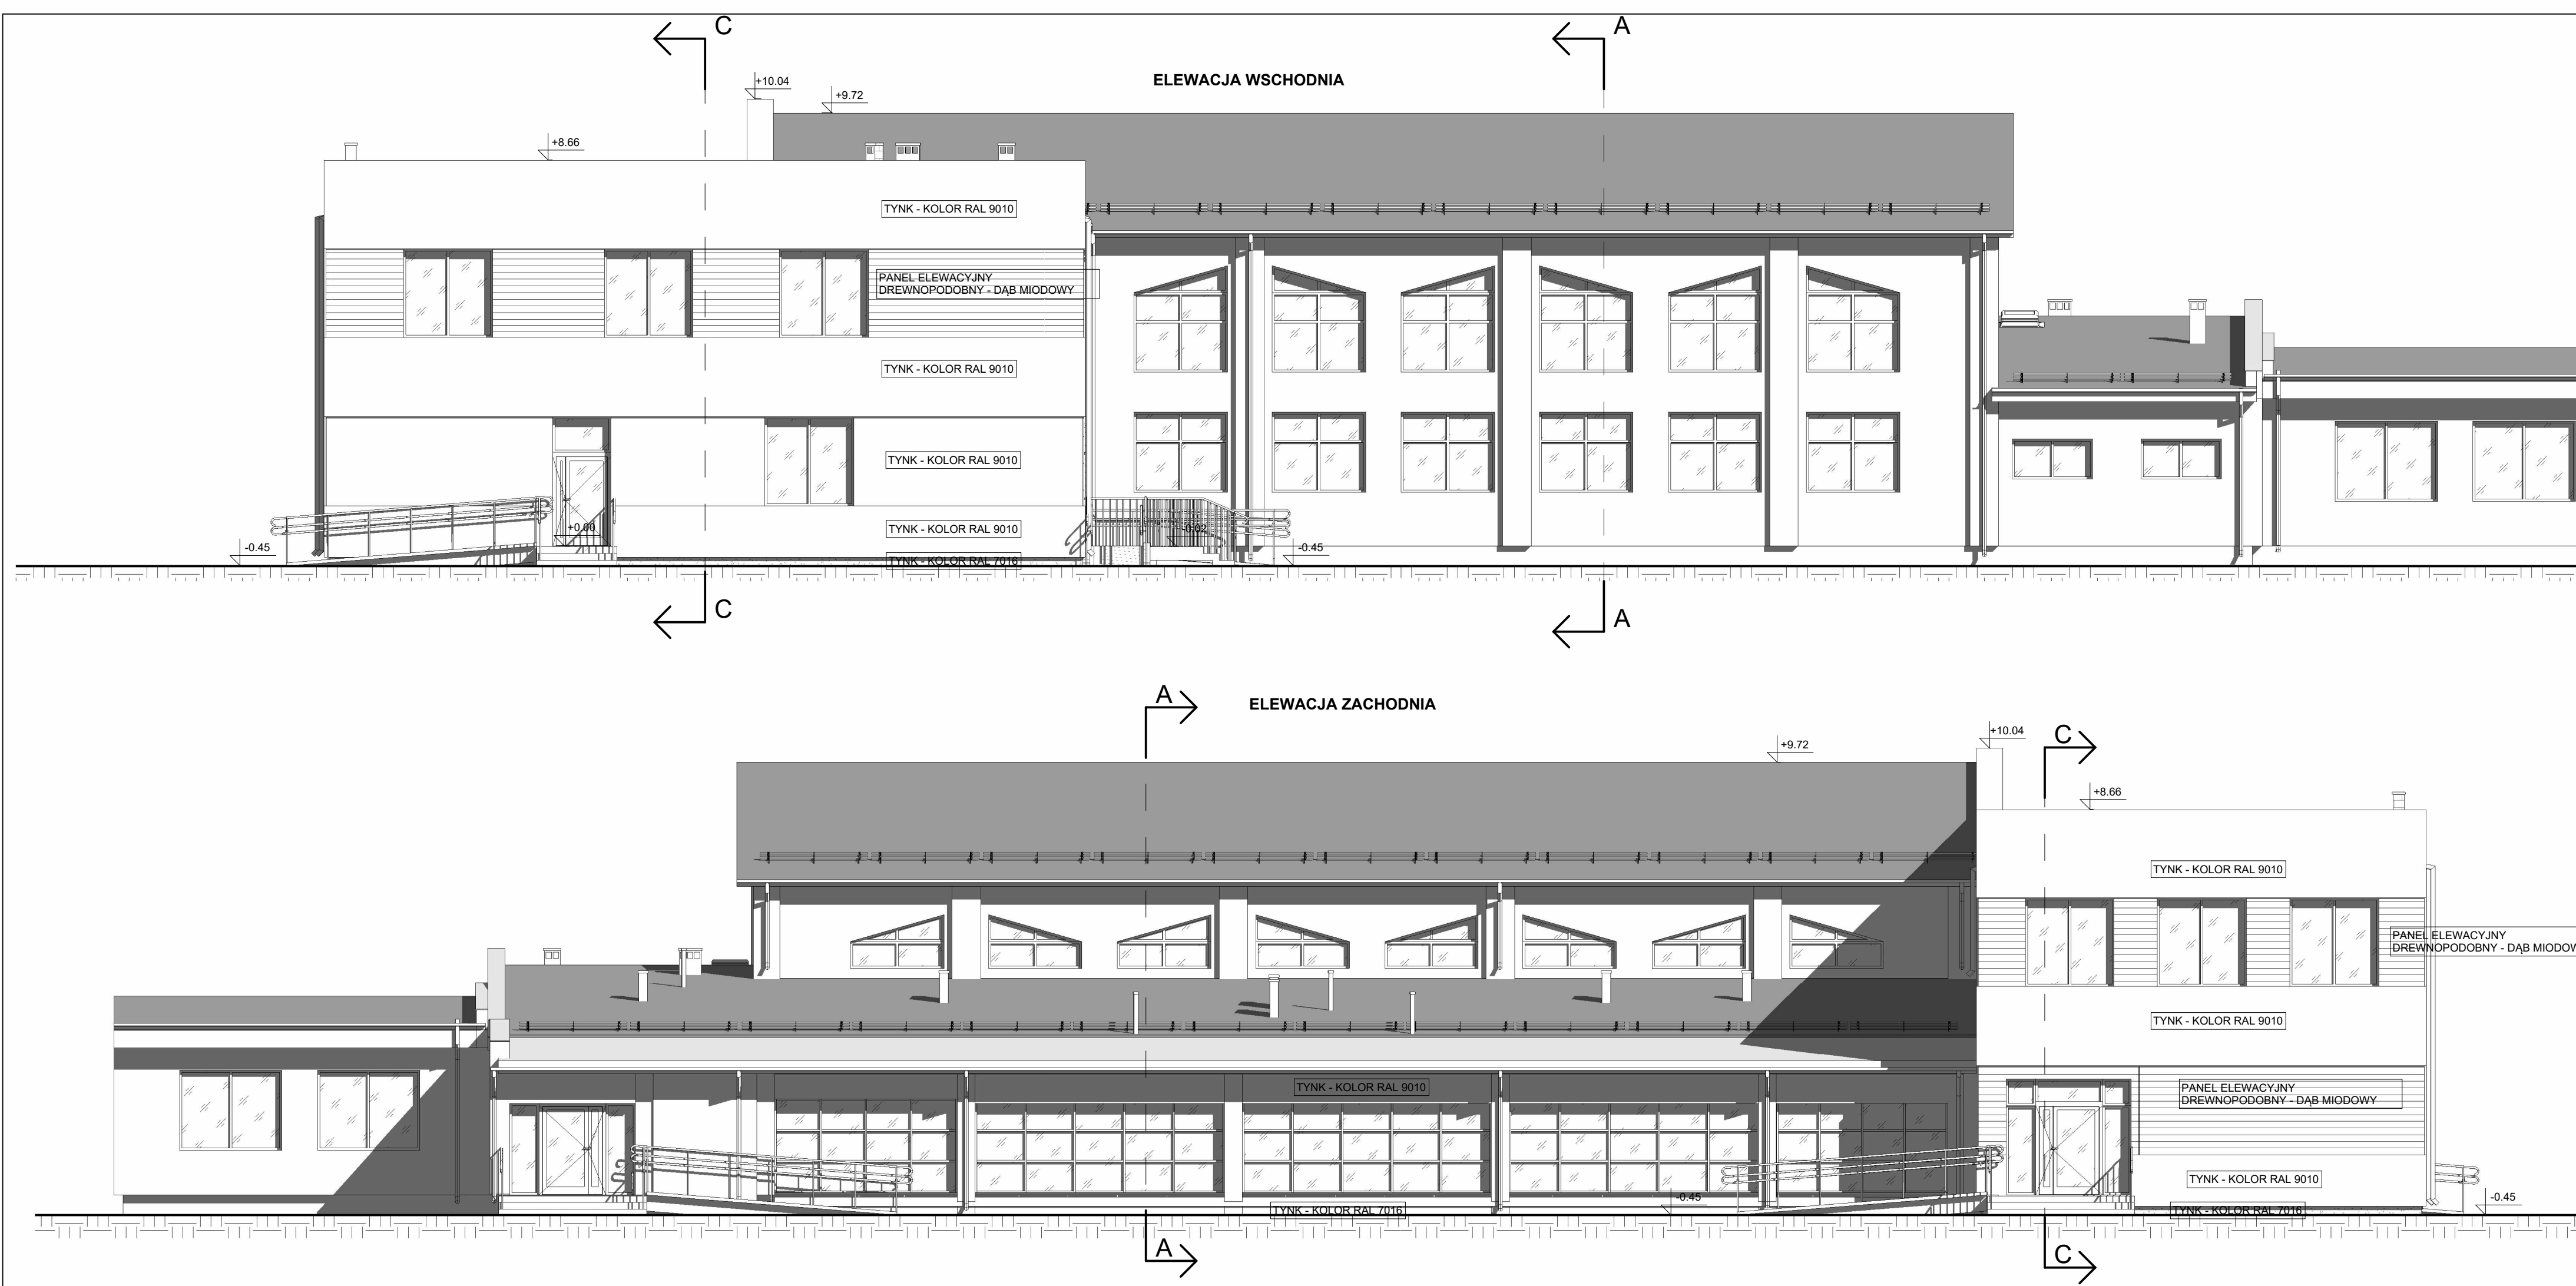 C
A
ELEWACJA WSCHODNIA
+10.04
+9.72
+8.66
TYNK - KOLOR RAL 9010
PANEL ELEWACYJNY
DREWNOPODOBNY - DĄB MIODOWY
TYNK - KOLOR RAL 9010
TYNK - KOLOR RAL 9010
+0.00
TYNK - KOLOR RAL 9010
-0.02
-0.45
-0.45
TYNK - KOLOR RAL 7016
C
A
A
ELEWACJA ZACHODNIA
+10.04
C
+9.72
+8.66
TYNK - KOLOR RAL 9010
PANEL ELEWACYJNY
DREWNOPODOBNY - DĄB MIODOW
TYNK - KOLOR RAL 9010
TYNK - KOLOR RAL 9010
PANEL ELEWACYJNY
DREWNOPODOBNY - DĄB MIODOWY
TYNK - KOLOR RAL 9010
-0.45
-0.45
TYNK - KOLOR RAL 7016
TYNK - KOLOR RAL 7016
A
C